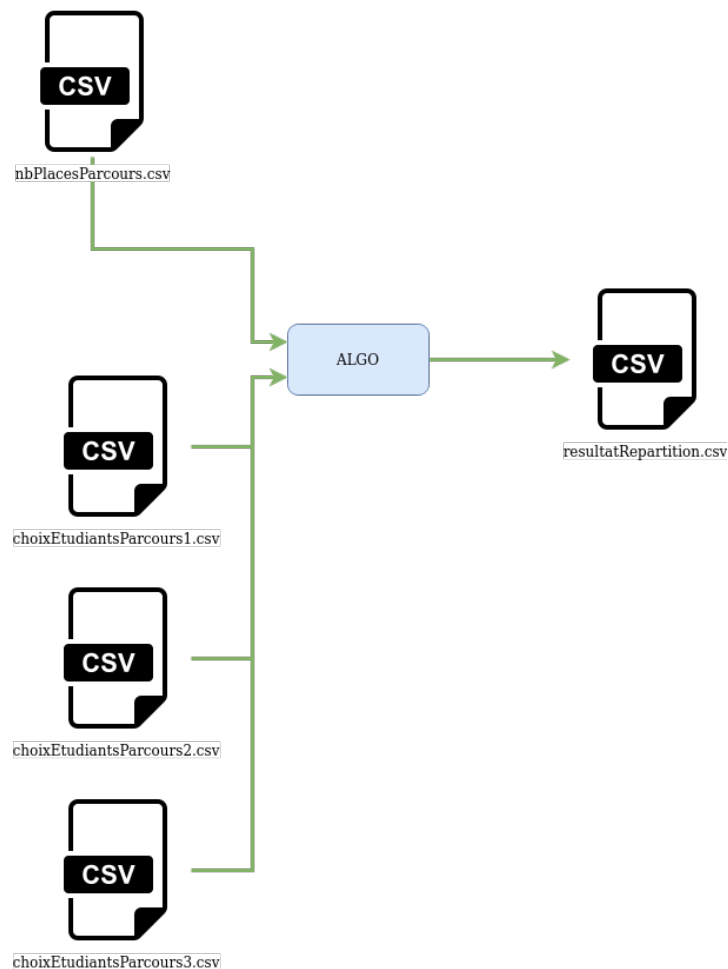 CSV
nbPlacesParcours.csv
ALGO
CSV
resultatRepartition.csv
CSV
choixEtudiantsParcours1.csv
CSV
choixEtudiantsParcours2.csv
CSV
choixEtudiantsParcours3.csv